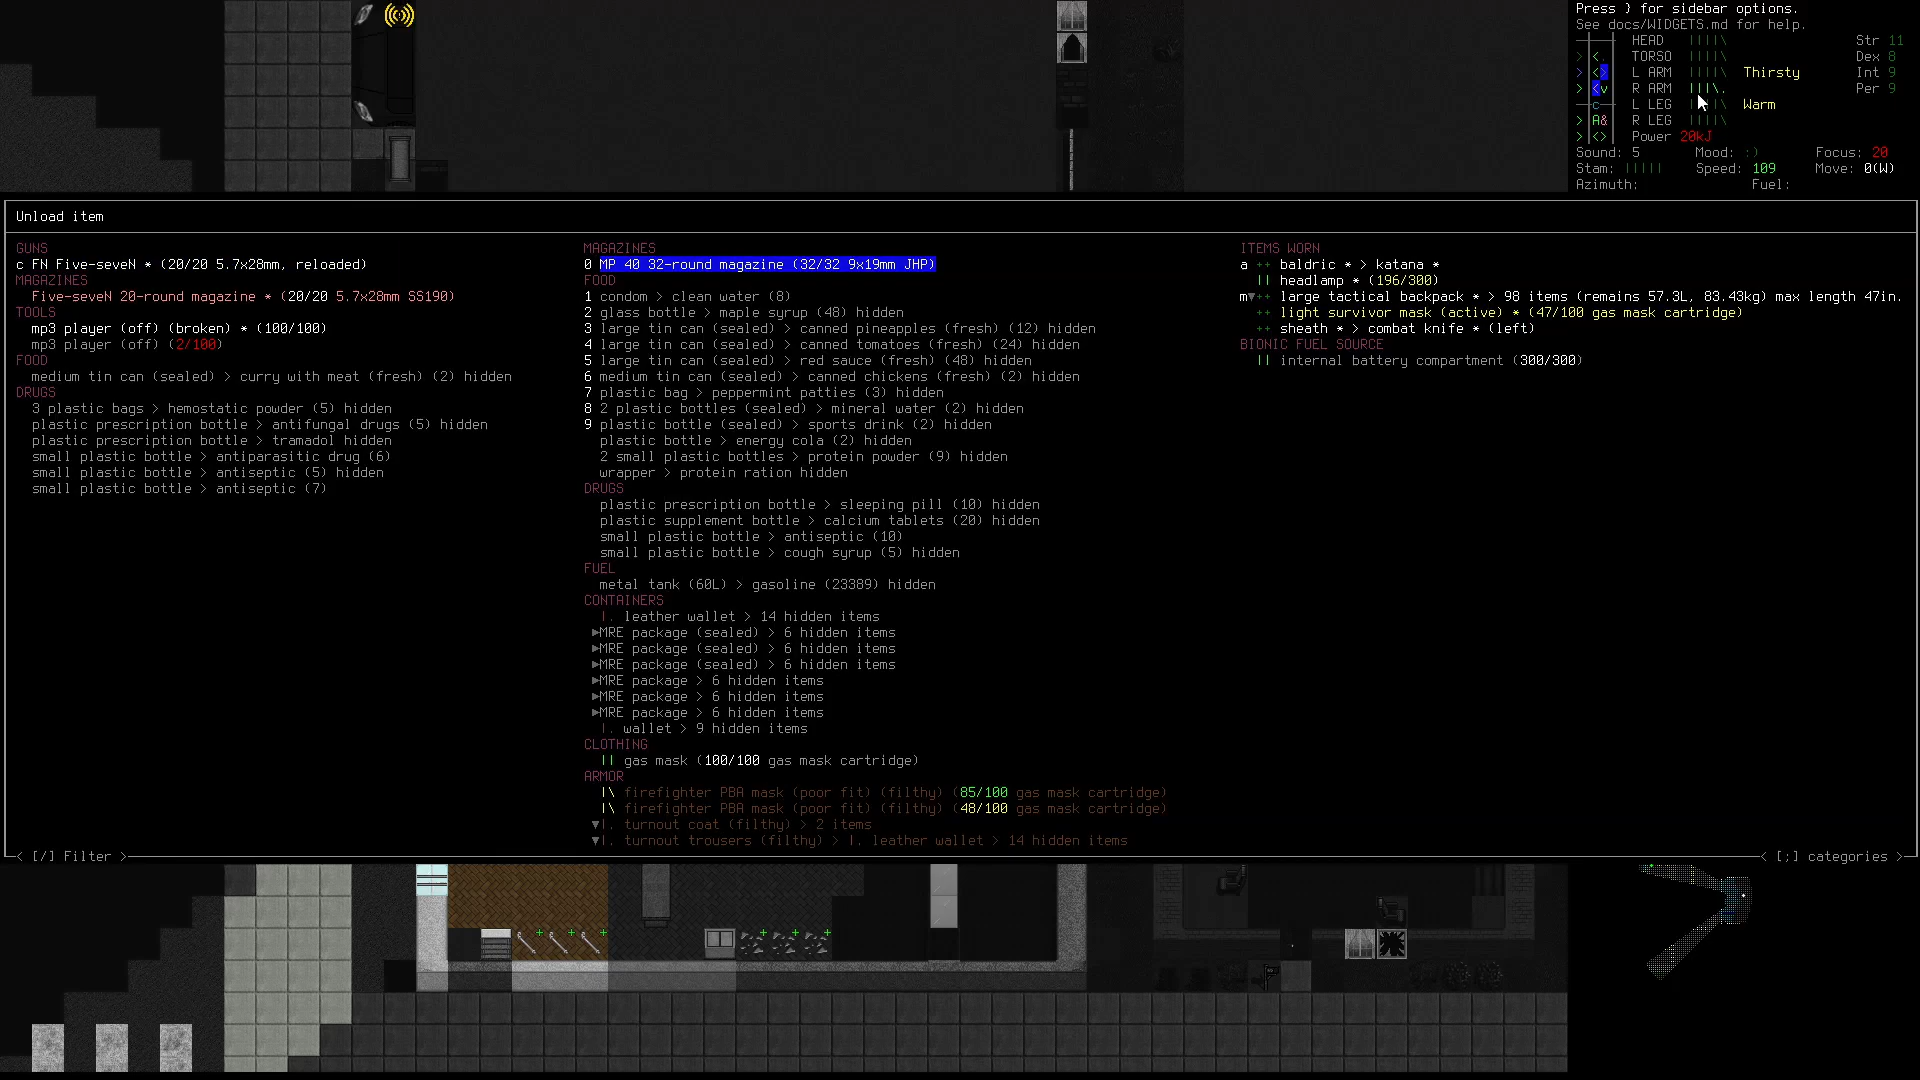 Press } for sidebar options.
See docs/WIDGETS.md for help.
HEAD ||||\ Str 11
TORSO ||||\ Dex 8
L ARM ||||\ Thirsty Int 9
R ARM |||\. Per 9
L LEG ||||\ Warm
R LEG ||||\
Power 20kJ
Sound: 5 Mood: :) Focus: 20
Stam: ||||| Speed: 109 Move: 0(W)
Azimuth: Fuel:
Unload item
GUNS
c FN Five-seveN * (20/20 5.7x28mm, reloaded)
MAGAZINES
Five-seveN 20-round magazine * (20/20 5.7x28mm SS190)
TOOLS
mp3 player (off) (broken) * (100/100)
mp3 player (off) (2/100)
FOOD
medium tin can (sealed) > curry with meat (fresh) (2) hidden
DRUGS
3 plastic bags > hemostatic powder (5) hidden
plastic prescription bottle > antifungal drugs (5) hidden
plastic prescription bottle > tramadol hidden
small plastic bottle > antiparasitic drug (6)
small plastic bottle > antiseptic (5) hidden
small plastic bottle > antiseptic (7)
MAGAZINES
0 MP 40 32-round magazine (32/32 9x19mm JHP)
FOOD
1 condom > clean water (8)
2 glass bottle > maple syrup (48) hidden
3 large tin can (sealed) > canned pineapples (fresh) (12) hidden
4 large tin can (sealed) > canned tomatoes (fresh) (24) hidden
5 large tin can (sealed) > red sauce (fresh) (48) hidden
6 medium tin can (sealed) > canned chickens (fresh) (2) hidden
7 plastic bag > peppermint patties (3) hidden
8 2 plastic bottles (sealed) > mineral water (2) hidden
9 plastic bottle (sealed) > sports drink (2) hidden
plastic bottle > energy cola (2) hidden
2 small plastic bottles > protein powder (9) hidden
wrapper > protein ration hidden
DRUGS
plastic prescription bottle > sleeping pill (10) hidden
plastic supplement bottle > calcium tablets (20) hidden
small plastic bottle > antiseptic (10)
small plastic bottle > cough syrup (5) hidden
FUEL
metal tank (60L) > gasoline (23389) hidden
CONTAINERS
|. leather wallet > 14 hidden items
▶MRE package (sealed) > 6 hidden items
▶MRE package (sealed) > 6 hidden items
▶MRE package (sealed) > 6 hidden items
▶MRE package > 6 hidden items
▶MRE package > 6 hidden items
▶MRE package > 6 hidden items
|. wallet > 9 hidden items
CLOTHING
|| gas mask (100/100 gas mask cartridge)
ARMOR
|\ firefighter PBA mask (poor fit) (filthy) (85/100 gas mask cartridge)
|\ firefighter PBA mask (poor fit) (filthy) (48/100 gas mask cartridge)
▼|. turnout coat (filthy) > 2 items
▼|. turnout trousers (filthy) > |. leather wallet > 14 hidden items
ITEMS WORN
a ++ baldric * > katana *
|| headlamp * (196/300)
m▼++ large tactical backpack * > 98 items (remains 57.3L, 83.43kg) max length 47in.
++ light survivor mask (active) * (47/100 gas mask cartridge)
++ sheath * > combat knife * (left)
BIONIC FUEL SOURCE
|| internal battery compartment (300/300)
< [/] Filter >
< [;] categories >